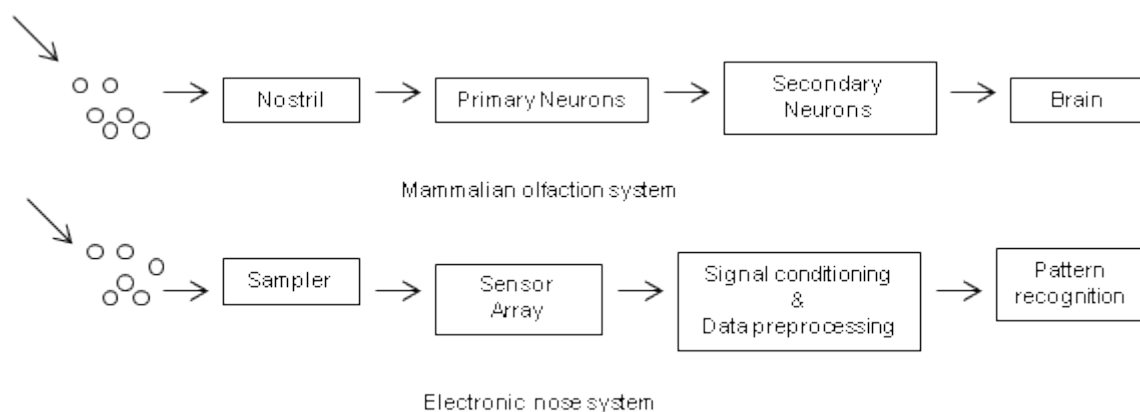 Nostril
Primary Neurons
Secondary
Neurons
Brain
Mammalian olfaction system
Sampler
Sensor
Array
Signal conditioning
&
Data preprocessing
Pattern
recognition
Electronic nose system